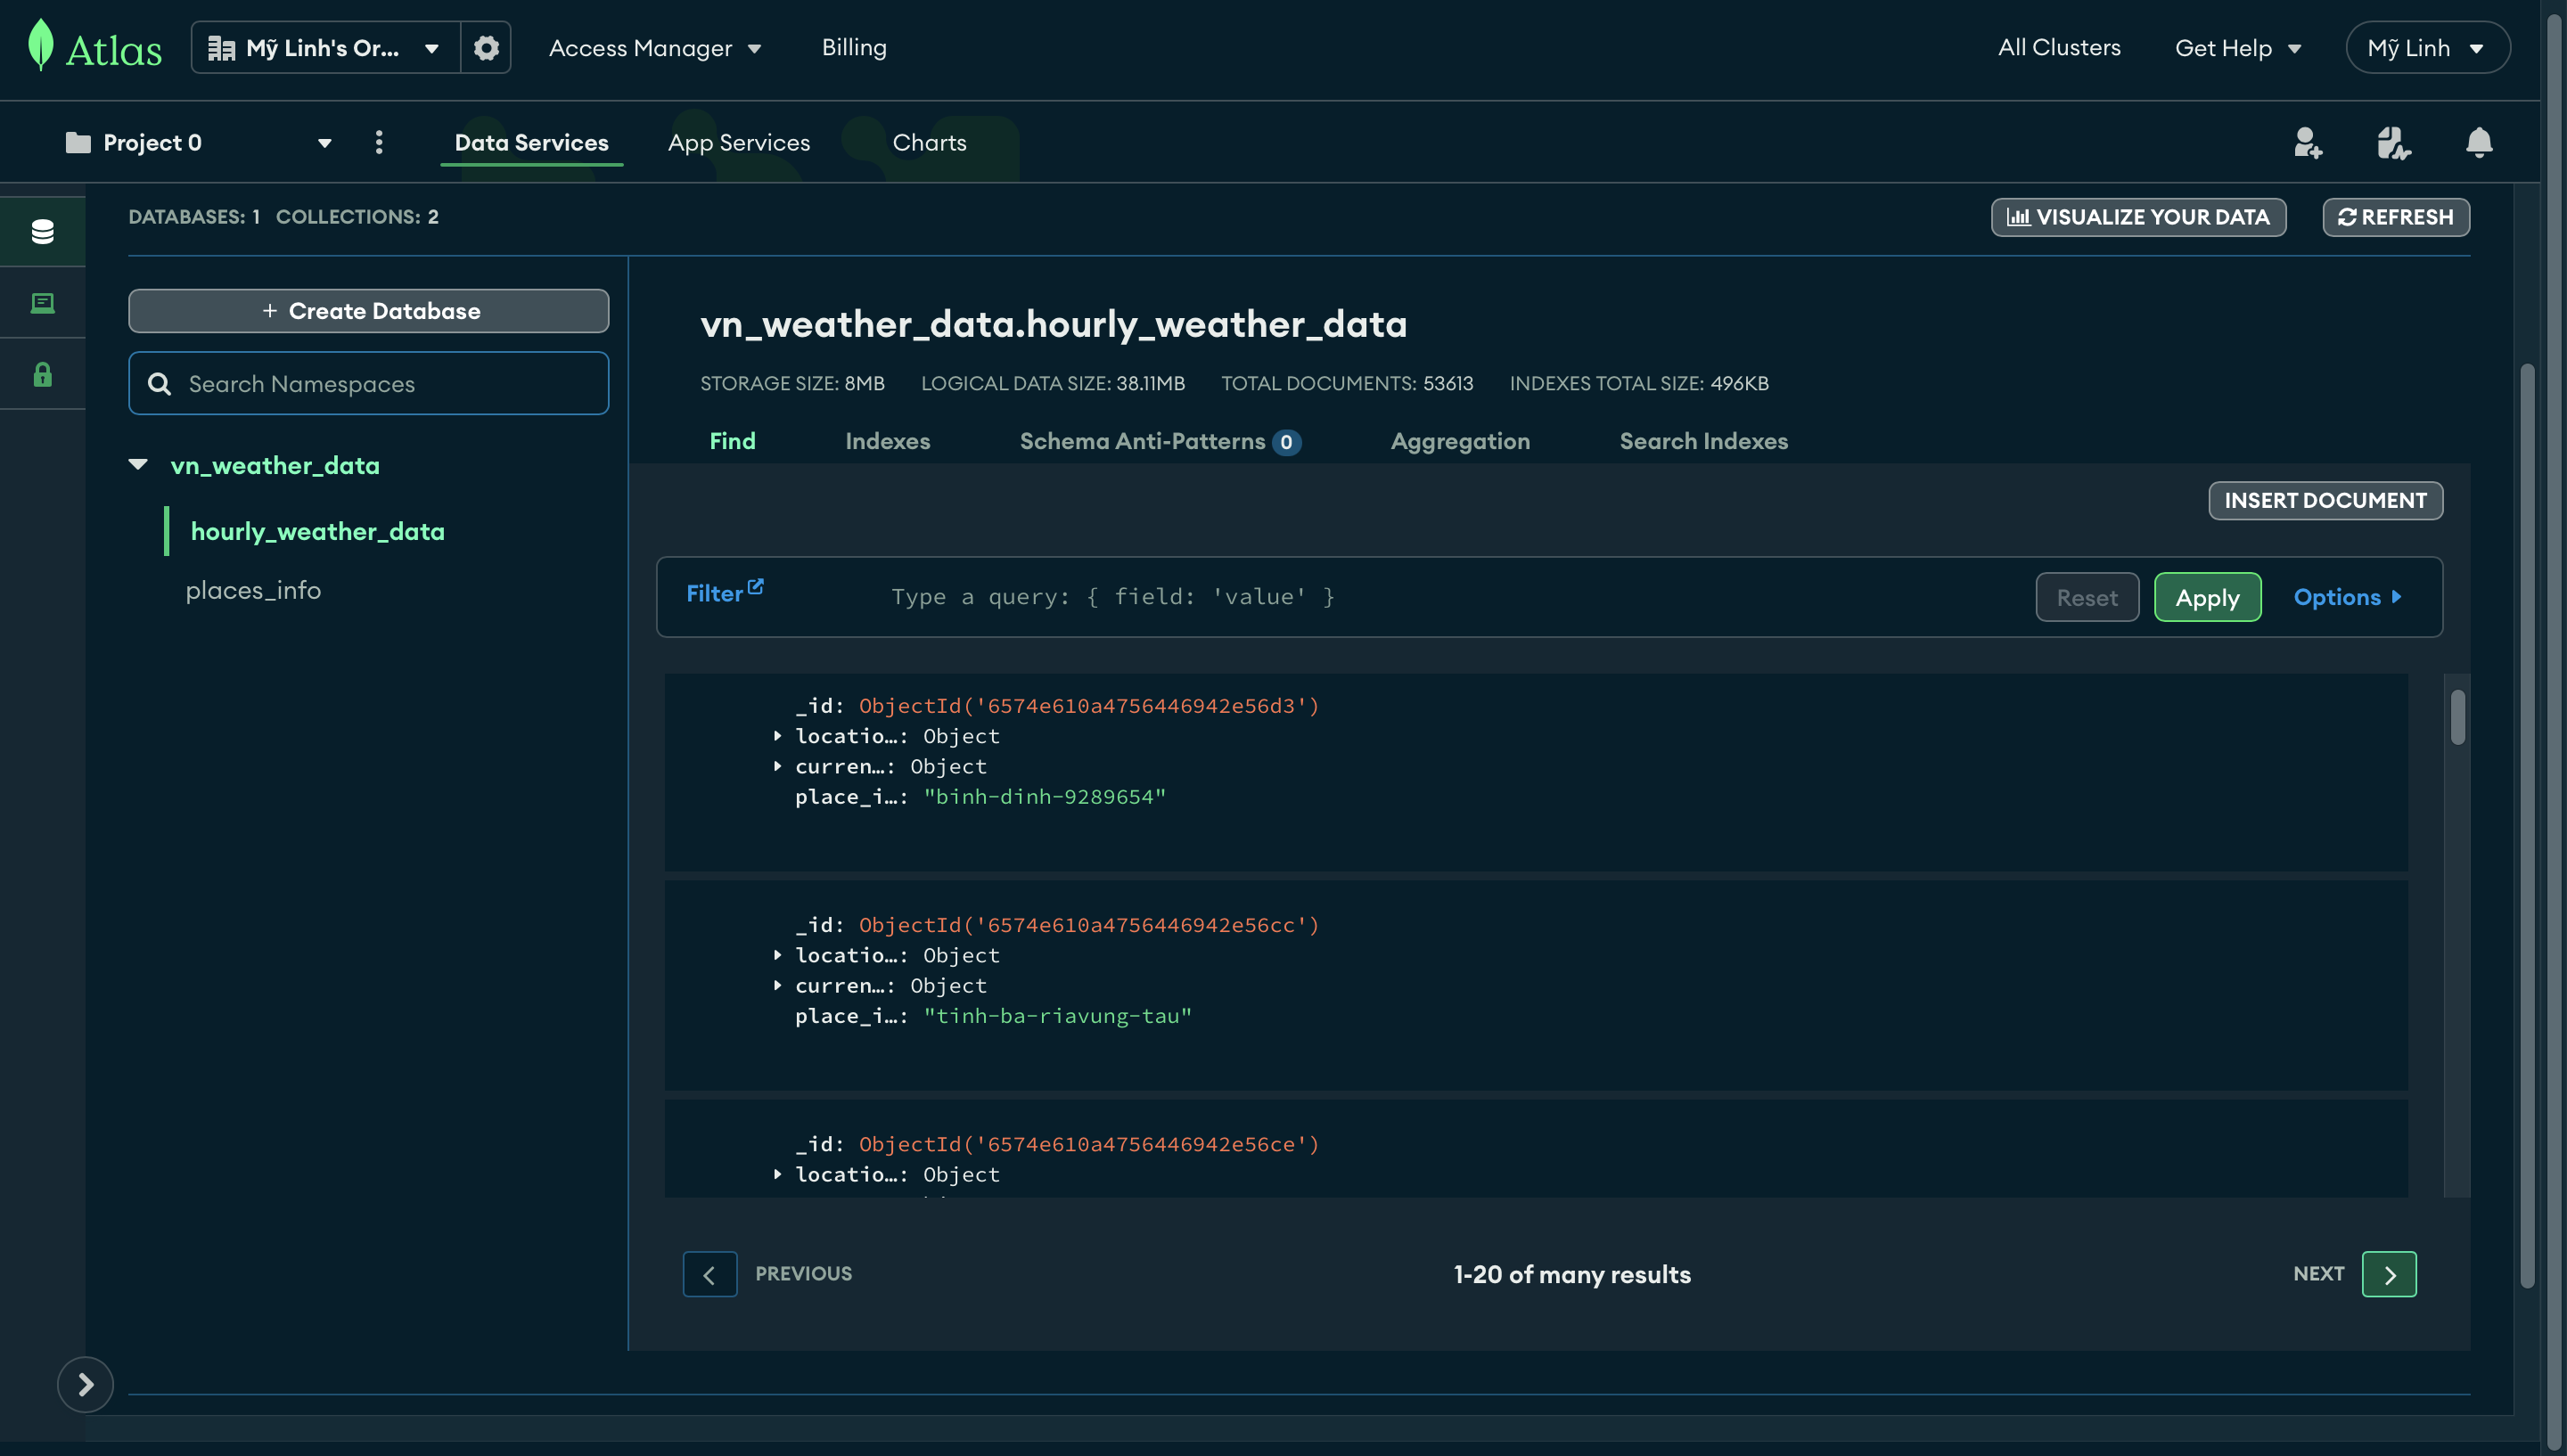 Atlas
Mỹ Linh's Or...
Access Manager
Billing
All Clusters
Get Help
Mỹ Linh
Project 0
Data Services
App Services
Charts
DATABASES: 1 COLLECTIONS: 2
VISUALIZE YOUR DATA
REFRESH
+ Create Database
Search Namespaces
vn_weather_data
hourly_weather_data
places_info
vn_weather_data.hourly_weather_data
STORAGE SIZE: 8MB LOGICAL DATA SIZE: 38.11MB TOTAL DOCUMENTS: 53613 INDEXES TOTAL SIZE: 496KB
Find
Indexes
Schema Anti-Patterns 0
Aggregation
Search Indexes
INSERT DOCUMENT
Filter
Type a query: { field: 'value' }
Reset
Apply
Options
_id: ObjectId('6574e610a4756446942e56d3')
locatio…: Object
curren…: Object
place_i…: "binh-dinh-9289654"
_id: ObjectId('6574e610a4756446942e56cc')
locatio…: Object
curren…: Object
place_i…: "tinh-ba-riavung-tau"
_id: ObjectId('6574e610a4756446942e56ce')
locatio…: Object
PREVIOUS
1-20 of many results
NEXT